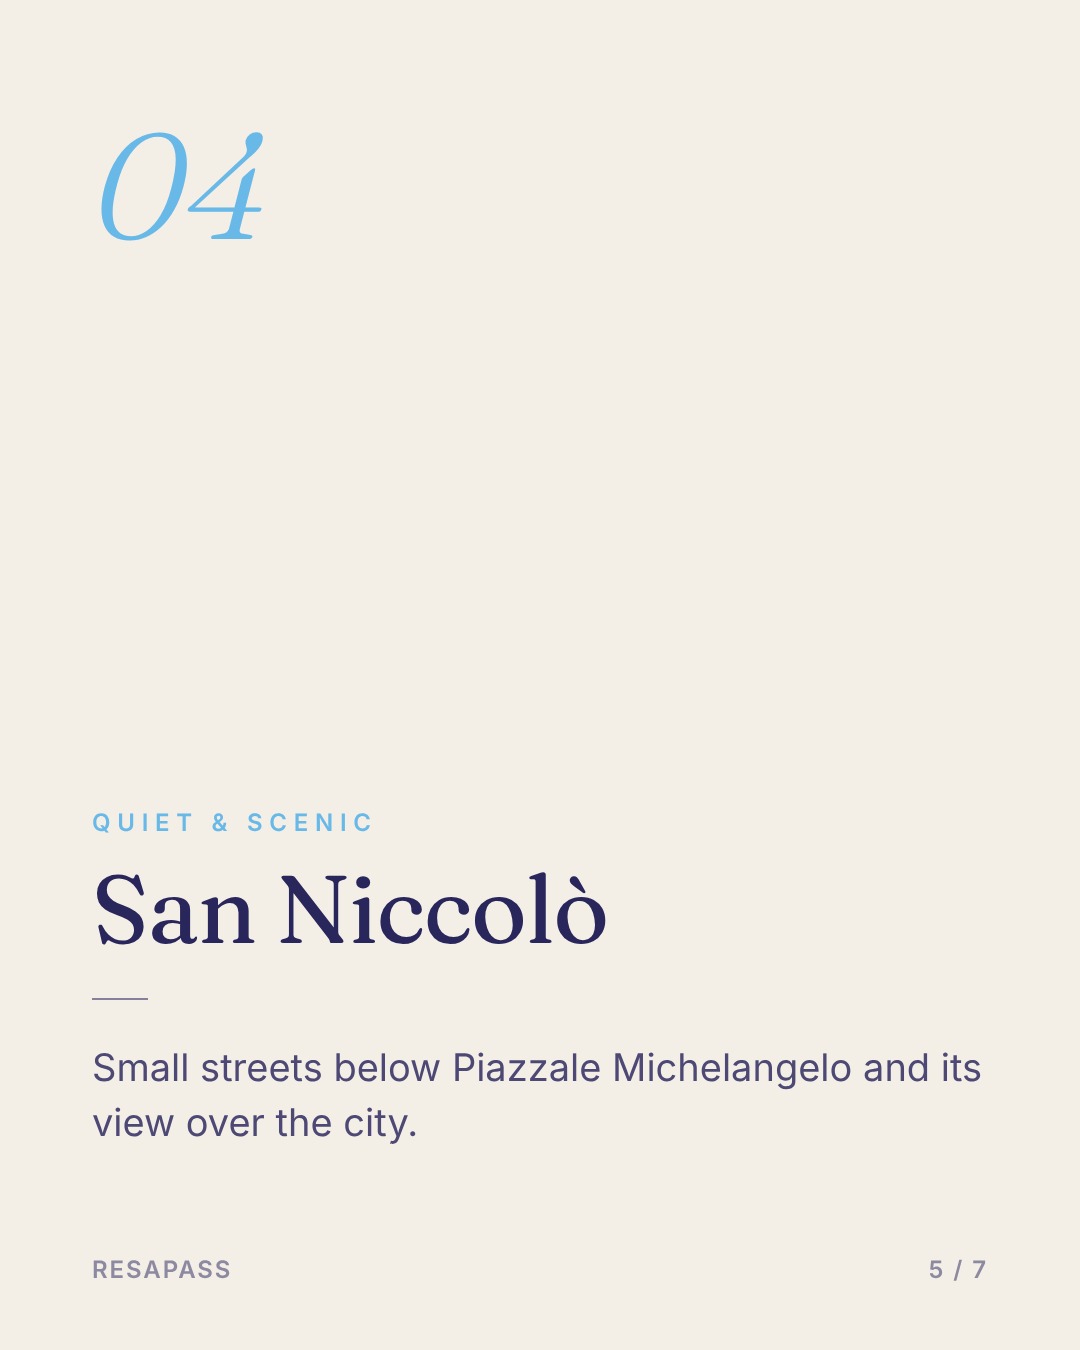 04
QUIET & SCENIC
San Niccolò
Small streets below Piazzale Michelangelo and its
view over the city.
RESAPASS
5 / 7